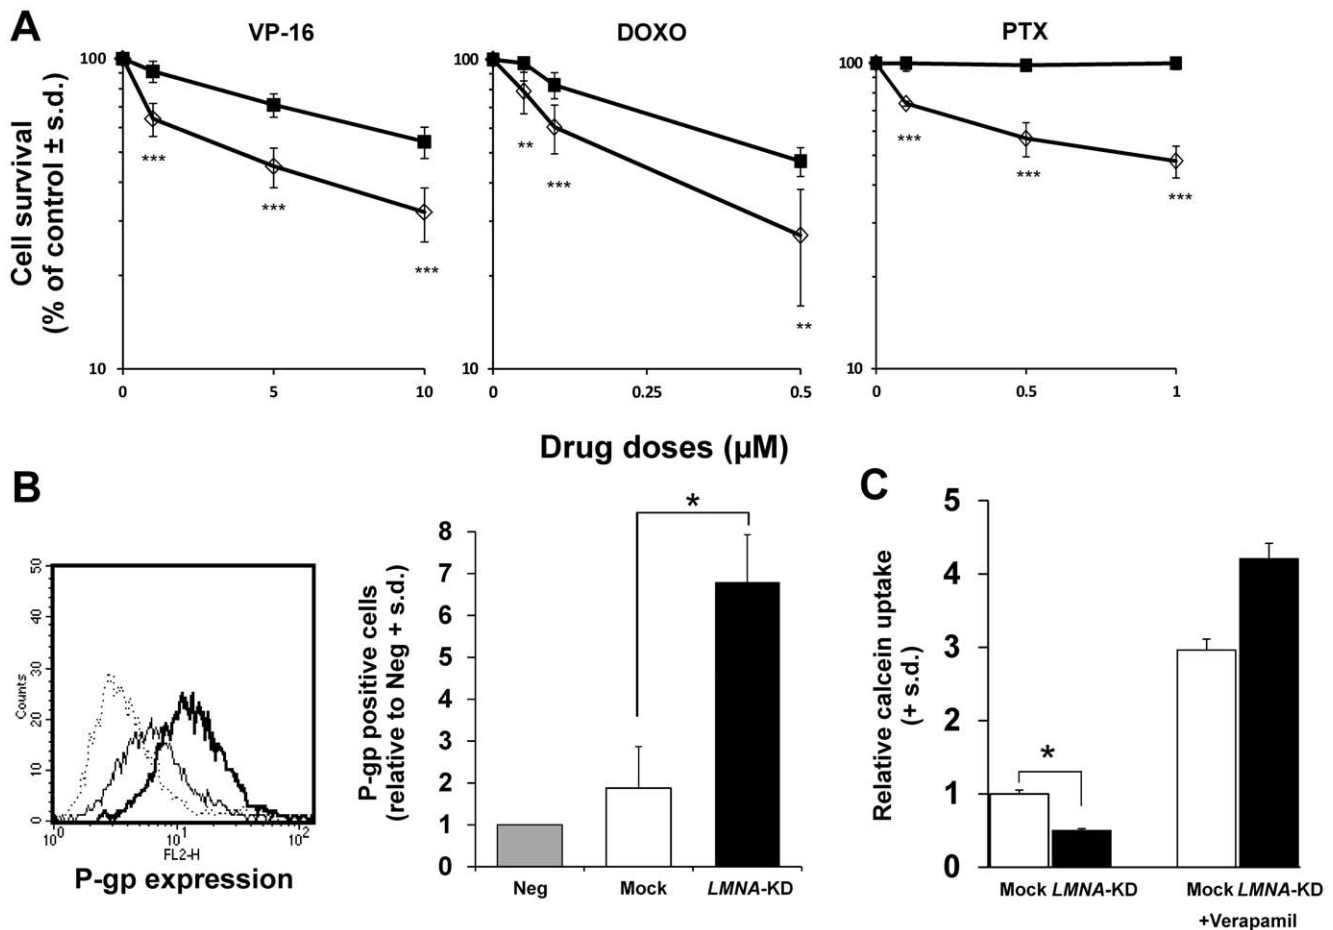 A
VP-16
DOXO
PTX
Cell survival
(% of control ± s.d.)
100
10
0
5
10
***
***
***
100
10
0
0.25
0.5
**
***
**
100
10
0
0.5
1
***
***
***
Drug doses (µM)
B
50
40
30
20
10
0
Counts
10⁰
10¹
10²
FL2-H
P-gp expression
P-gp positive cells
(relative to Neg + s.d.)
8
7
6
5
4
3
2
1
0
*
Neg
Mock
LMNA-KD
C
Relative calcein uptake
(+ s.d.)
5
4
3
2
1
0
*
Mock LMNA-KD
Mock LMNA-KD
+Verapamil